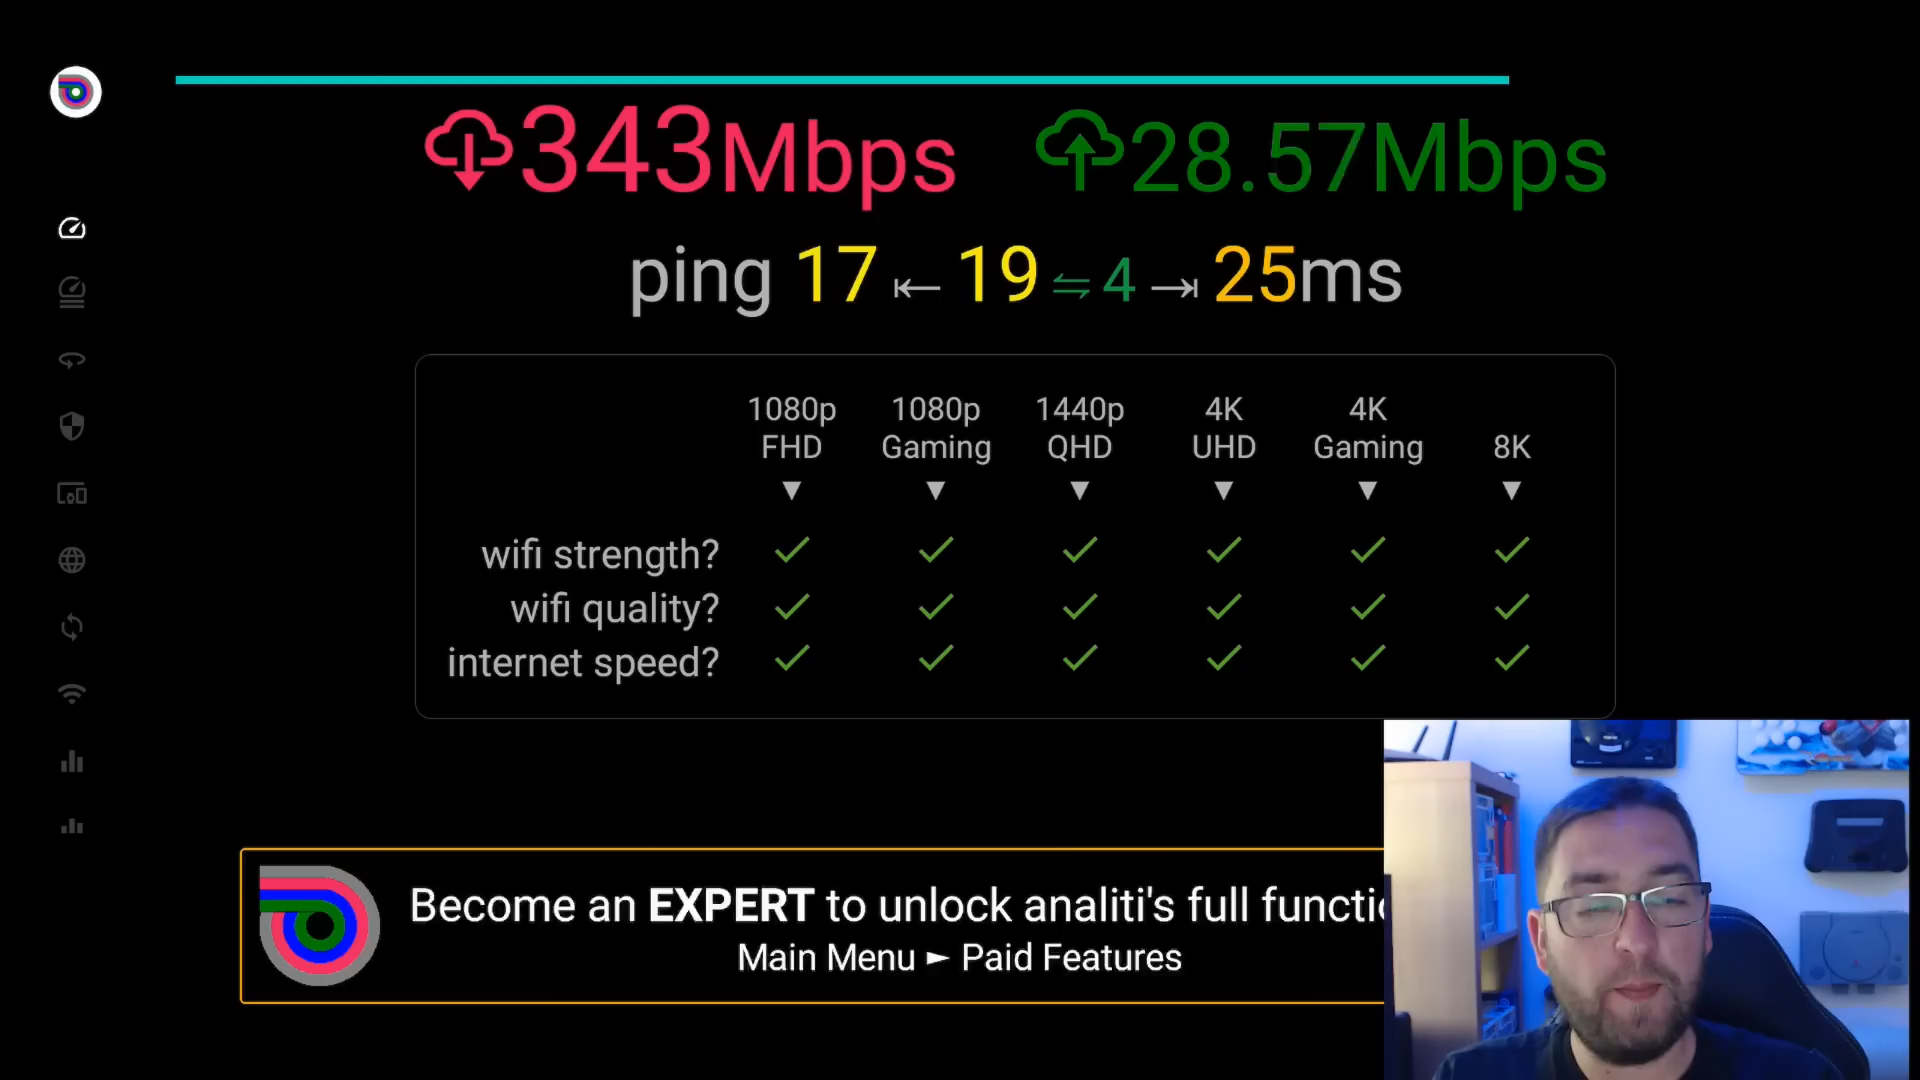 343Mbps 28.57Mbps
ping 17 ⇤ 19 ⇋ 4 ⇥ 25ms
1080p FHD 1080p Gaming 1440p QHD 4K UHD 4K Gaming 8K
wifi strength?
wifi quality?
internet speed?
Become an EXPERT to unlock analiti's full functio
Main Menu ► Paid Features